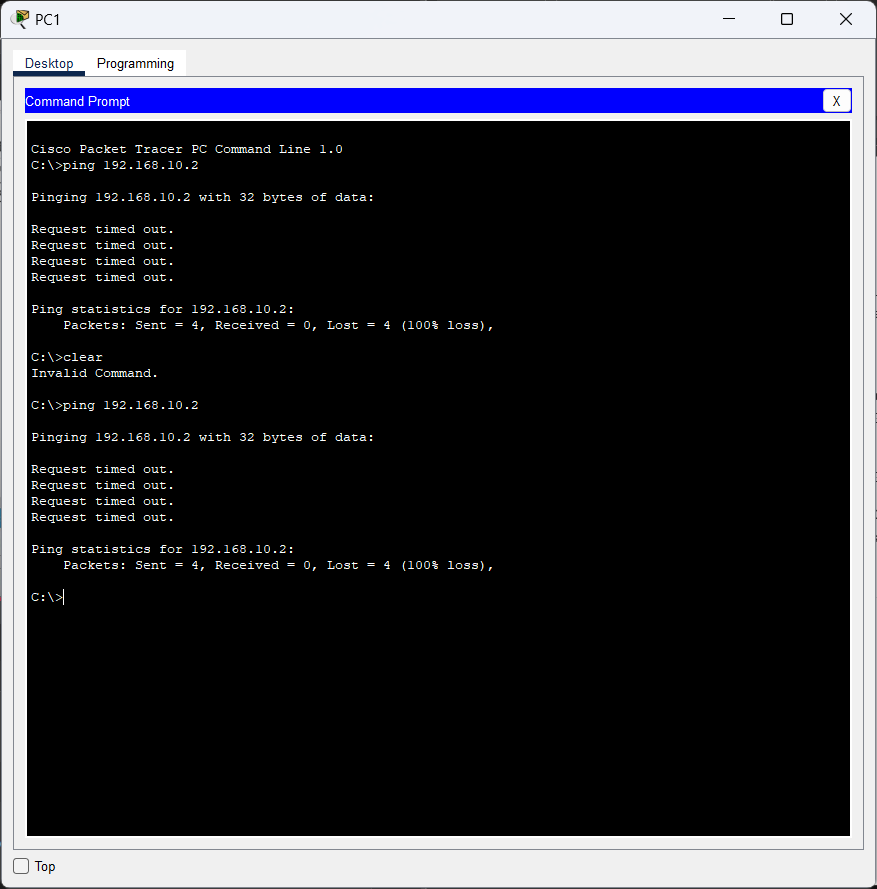 PC1
Desktop Programming
Command Prompt X
Cisco Packet Tracer PC Command Line 1.0
C:\>ping 192.168.10.2
Pinging 192.168.10.2 with 32 bytes of data:
Request timed out.
Request timed out.
Request timed out.
Request timed out.
Ping statistics for 192.168.10.2:
Packets: Sent = 4, Received = 0, Lost = 4 (100% loss),
C:\>clear
Invalid Command.
C:\>ping 192.168.10.2
Pinging 192.168.10.2 with 32 bytes of data:
Request timed out.
Request timed out.
Request timed out.
Request timed out.
Ping statistics for 192.168.10.2:
Packets: Sent = 4, Received = 0, Lost = 4 (100% loss),
C:\>
Top